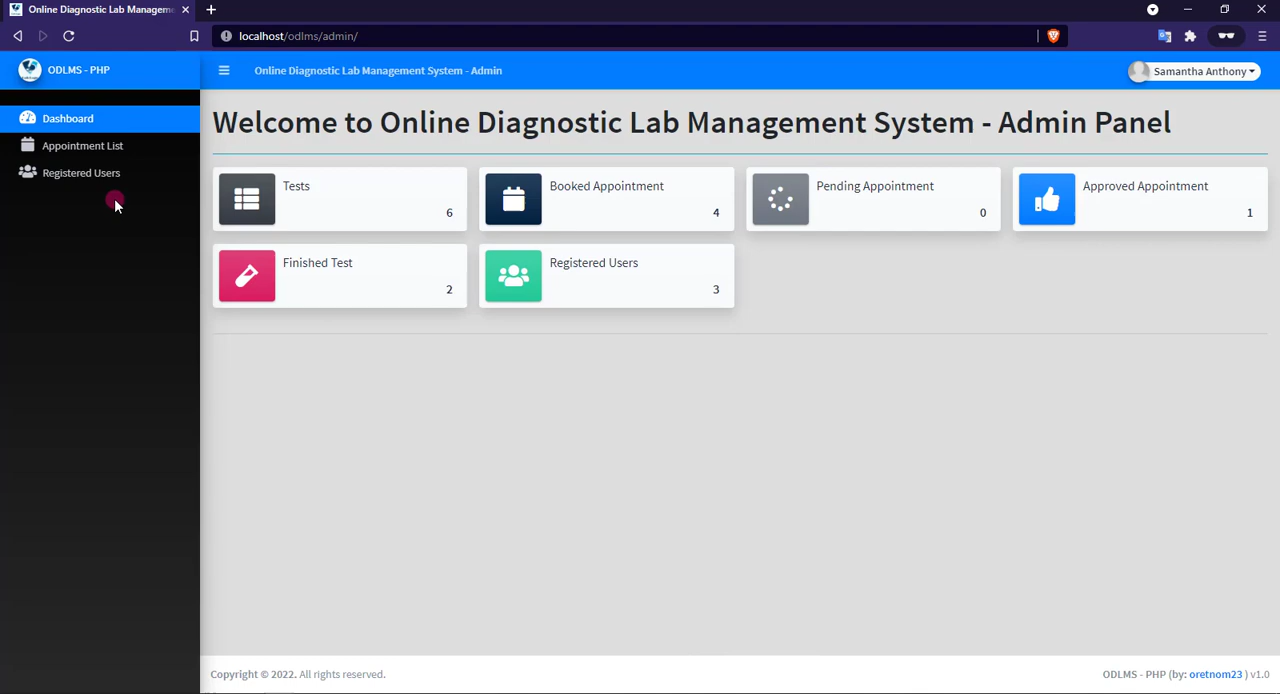 Online Diagnostic Lab Managem
localhost/odlms/admin/
ODLMS - PHP
Online Diagnostic Lab Management System - Admin
Samantha Anthony
Dashboard
Appointment List
Registered Users
Welcome to Online Diagnostic Lab Management System - Admin Panel
Tests
6
Booked Appointment
4
Pending Appointment
0
Approved Appointment
1
Finished Test
2
Registered Users
3
Copyright © 2022. All rights reserved.
ODLMS - PHP (by: oretnom23 ) v1.0